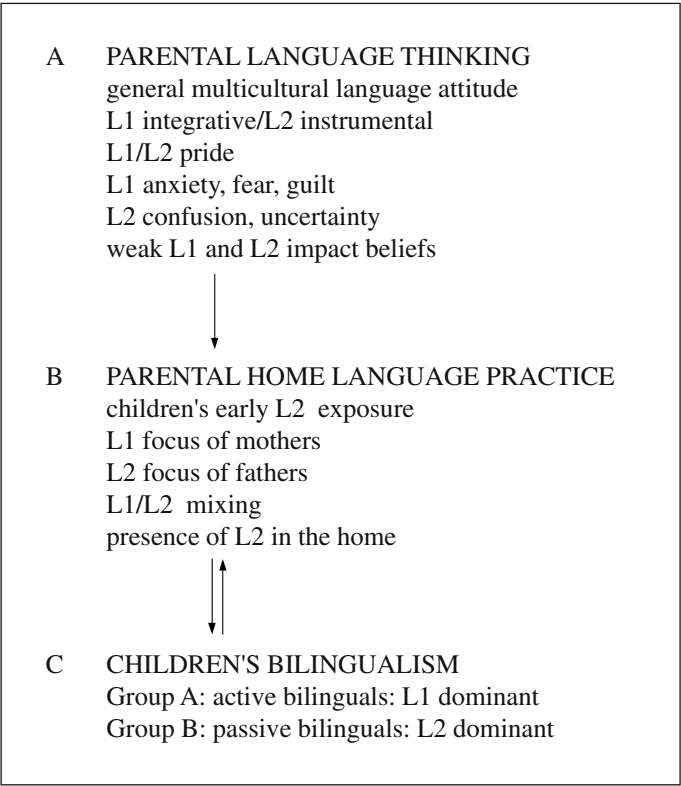 A PARENTAL LANGUAGE THINKING
general multicultural language attitude
L1 integrative/L2 instrumental
L1/L2 pride
L1 anxiety, fear, guilt
L2 confusion, uncertainty
weak L1 and L2 impact beliefs
B PARENTAL HOME LANGUAGE PRACTICE
children's early L2 exposure
L1 focus of mothers
L2 focus of fathers
L1/L2 mixing
presence of L2 in the home
C CHILDREN'S BILINGUALISM
Group A: active bilinguals: L1 dominant
Group B: passive bilinguals: L2 dominant